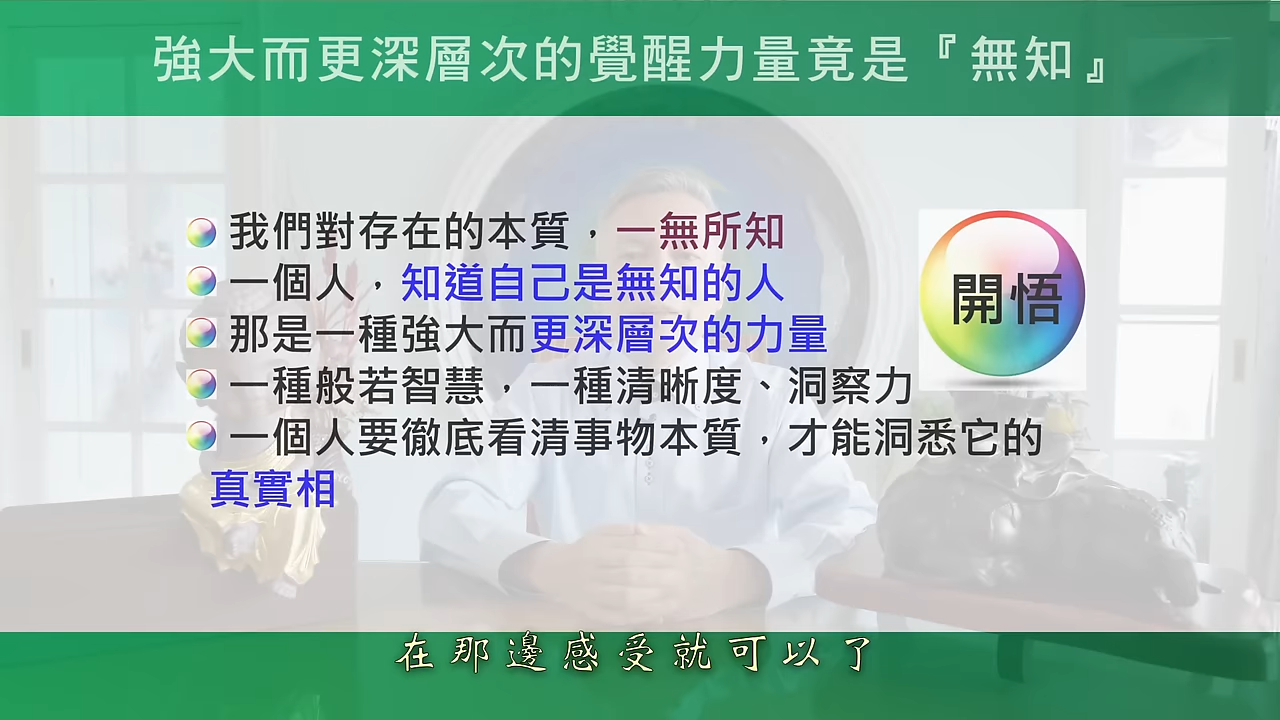 強大而更深層次的覺醒力量竟是『無知』
我們對存在的本質，一無所知
一個人，知道自己是無知的人
那是一種強大而更深層次的力量
一種般若智慧，一種清晰度、洞察力
一個人要徹底看清事物本質，才能洞悉它的
真實相
開悟
在那邊感受就可以了